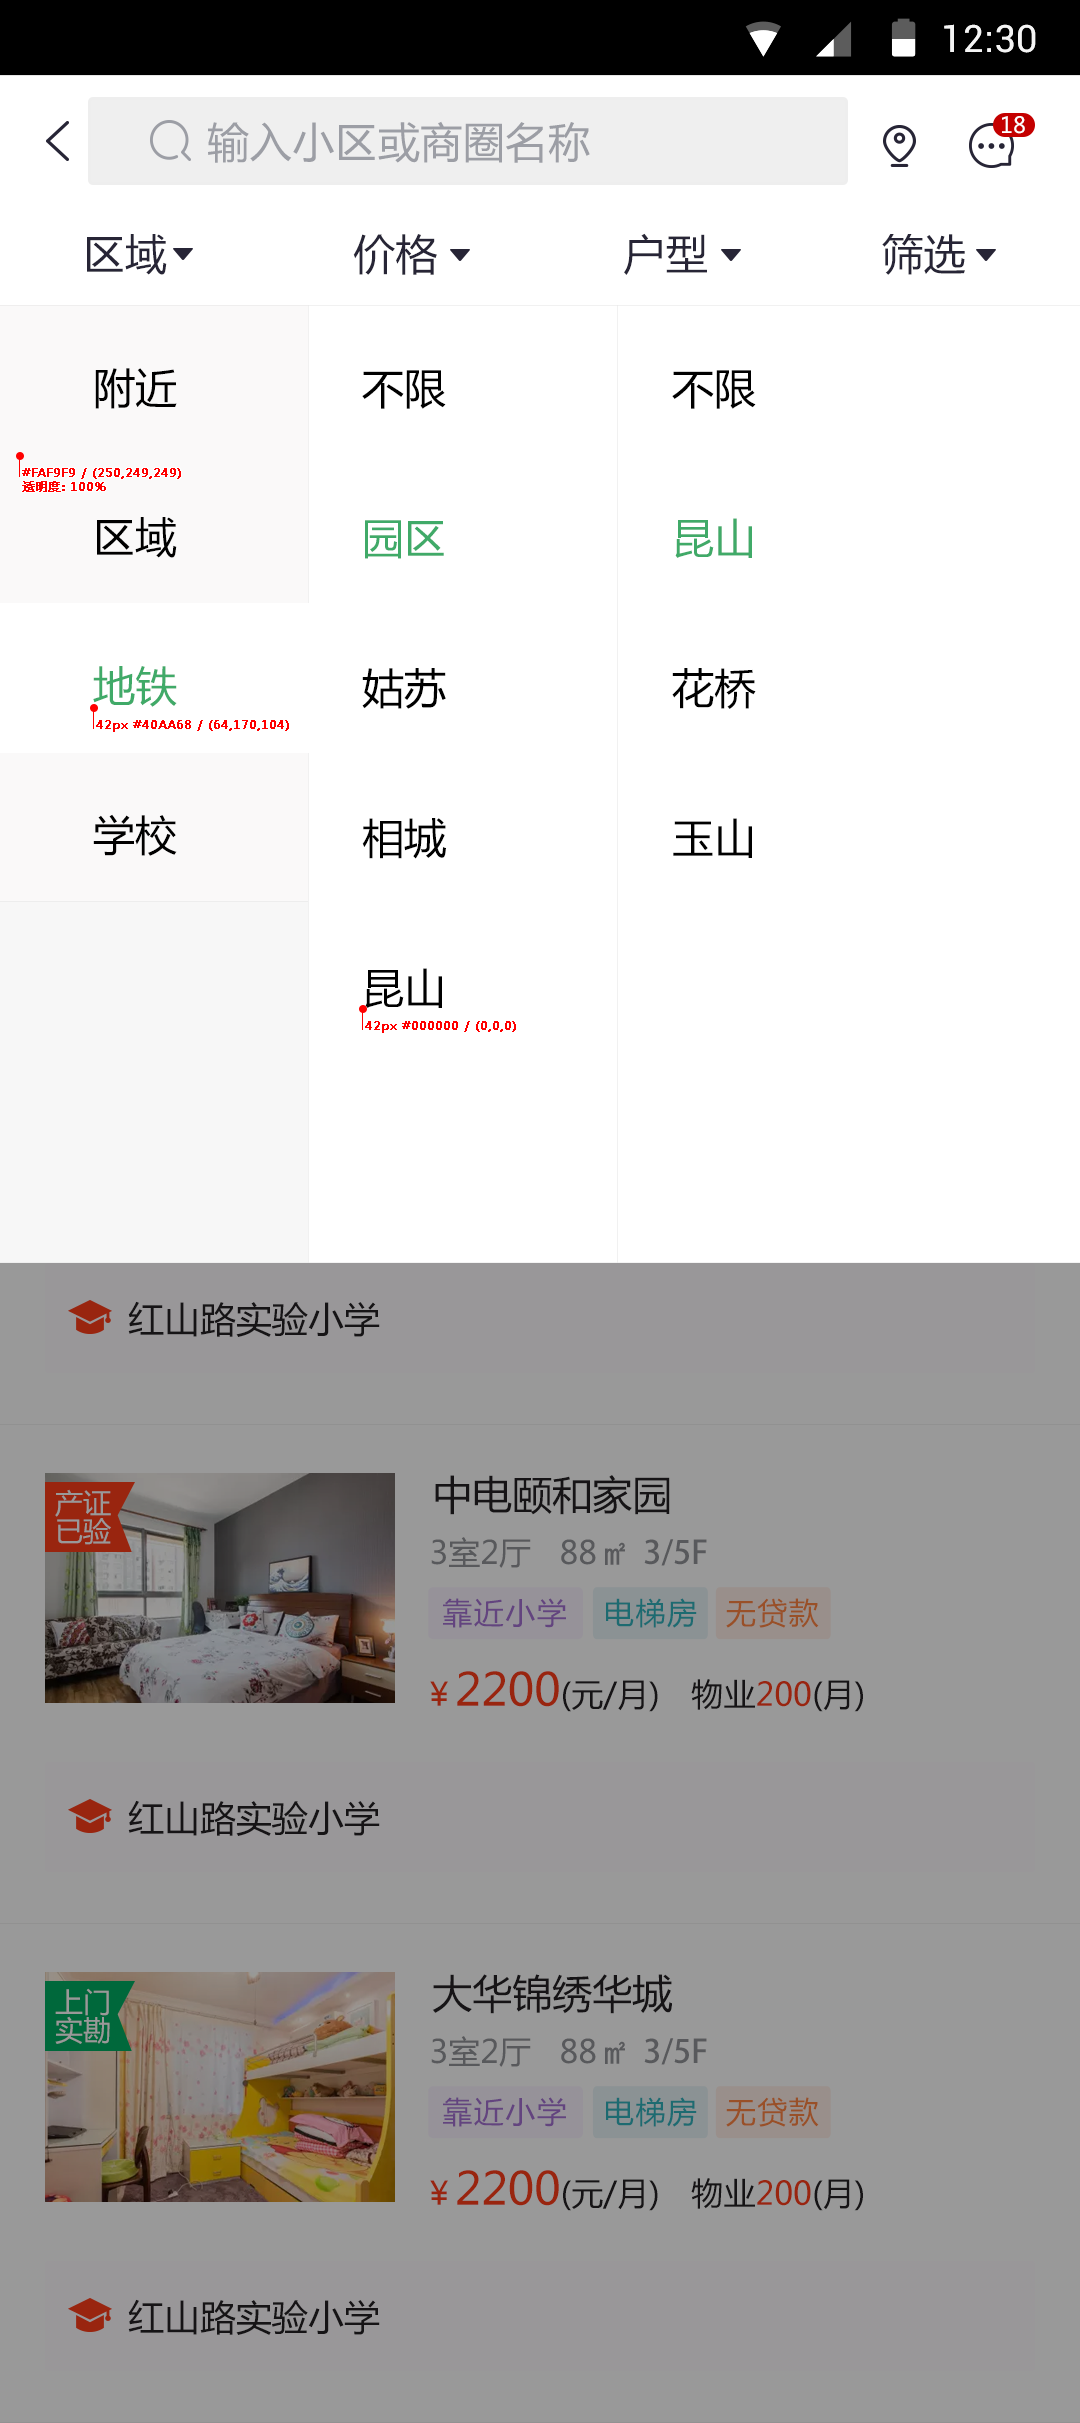 12:30
输入小区或商圈名称
18
区域 价格 户型 筛选
附近 不限 不限
#FAF9F9 / (250,249,249)
透明度: 100%
区域 园区 昆山
地铁 姑苏 花桥
42px #40AA68 / (64,170,104)
学校 相城 玉山
昆山
42px #000000 / (0,0,0)
红山路实验小学
产证
已验
中电颐和家园
3室2厅 88㎡ 3/5F
靠近小学 电梯房 无贷款
¥2200(元/月) 物业200(月)
红山路实验小学
上门
实勘
大华锦绣华城
3室2厅 88㎡ 3/5F
靠近小学 电梯房 无贷款
¥2200(元/月) 物业200(月)
红山路实验小学